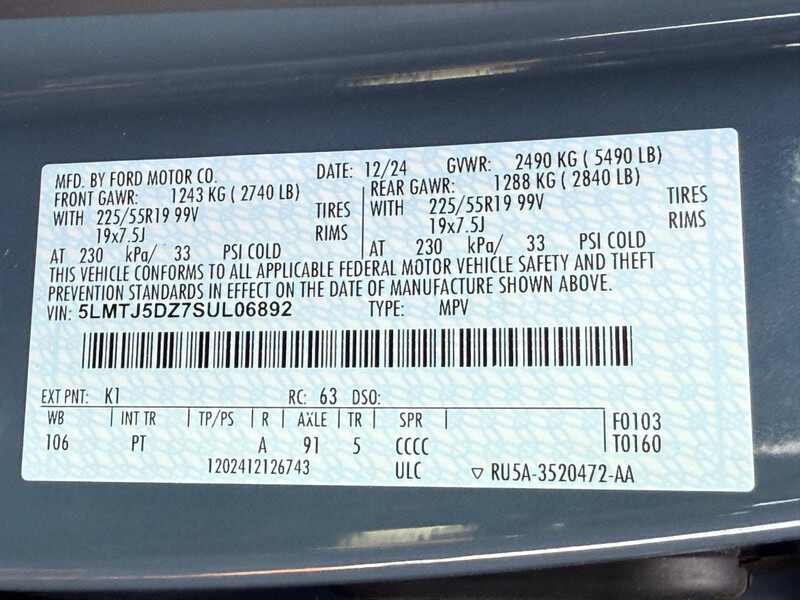 MFD. BY FORD MOTOR CO. DATE: 12/24 GVWR: 2490 KG ( 5490 LB)
FRONT GAWR: 1243 KG ( 2740 LB) REAR GAWR: 1288 KG ( 2840 LB)
WITH 225/55R19 99V TIRES WITH 225/55R19 99V TIRES
19x7.5J RIMS 19x7.5J RIMS
AT 230 kPa/ 33 PSI COLD AT 230 kPa/ 33 PSI COLD
THIS VEHICLE CONFORMS TO ALL APPLICABLE FEDERAL MOTOR VEHICLE SAFETY AND THEFT
PREVENTION STANDARDS IN EFFECT ON THE DATE OF MANUFACTURE SHOWN ABOVE.
VIN: 5LMTJ5DZ7SUL06892 TYPE: MPV
EXT PNT: K1 RC: 63 DSO:
WB INT TR TP/PS R AXLE TR SPR F0103
106 PT A 91 5 CCCC T0160
1202412126743 ULC ▽ RU5A-3520472-AA